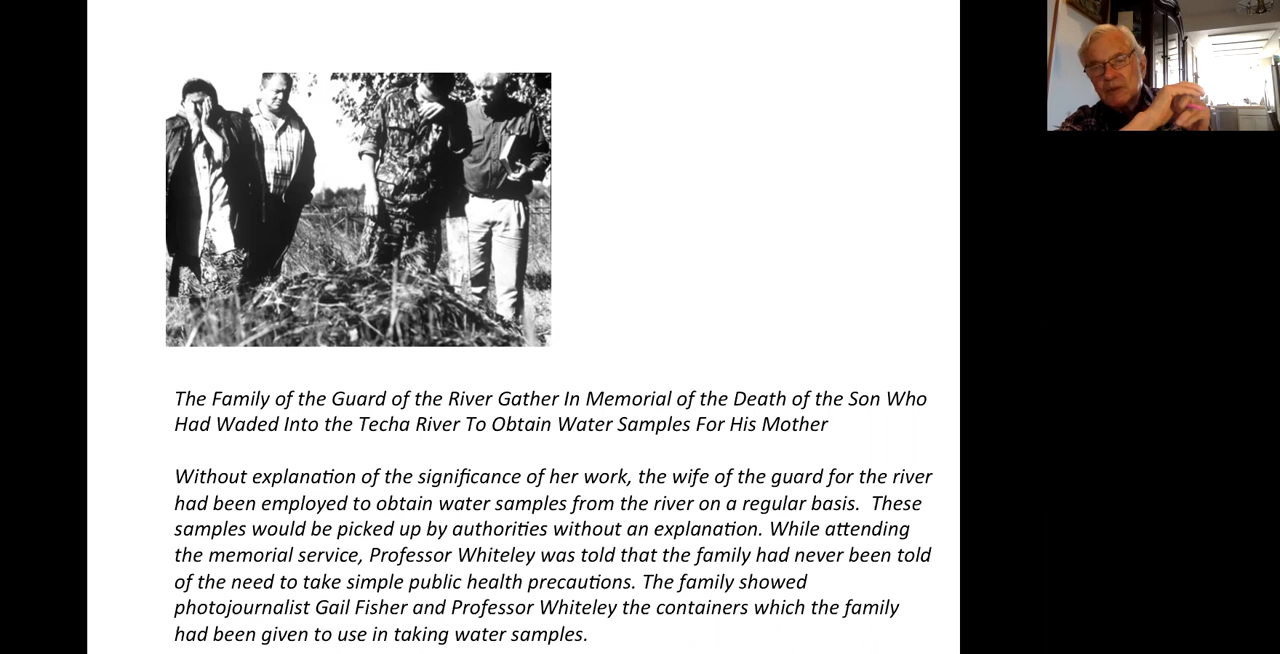 The Family of the Guard of the River Gather In Memorial of the Death of the Son Who
Had Waded Into the Techa River To Obtain Water Samples For His Mother
Without explanation of the significance of her work, the wife of the guard for the river
had been employed to obtain water samples from the river on a regular basis.  These
samples would be picked up by authorities without an explanation. While attending
the memorial service, Professor Whiteley was told that the family had never been told
of the need to take simple public health precautions. The family showed
photojournalist Gail Fisher and Professor Whiteley the containers which the family
had been given to use in taking water samples.